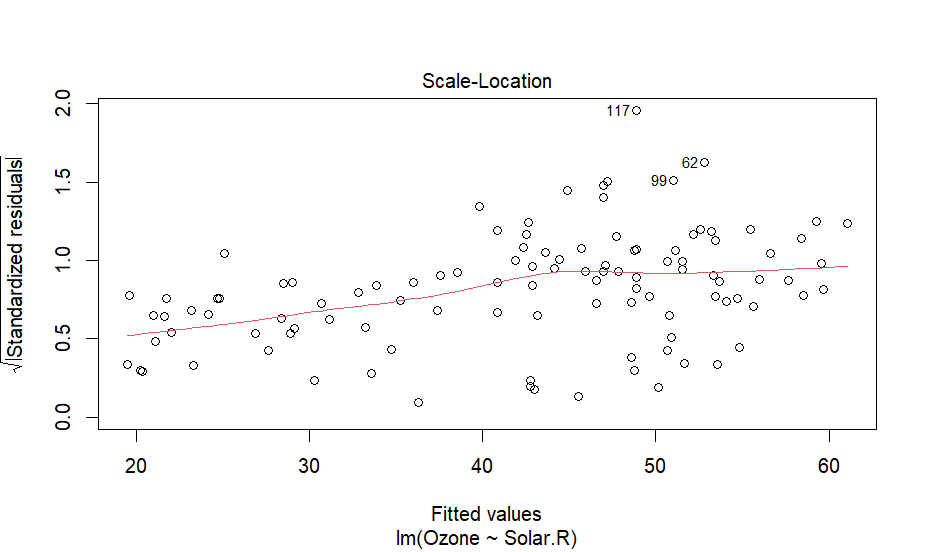 Scale-Location
√|Standardized residuals|
2.0
1.5
1.0
0.5
0.0
117
62
99
20 30 40 50 60
Fitted values
lm(Ozone ~ Solar.R)